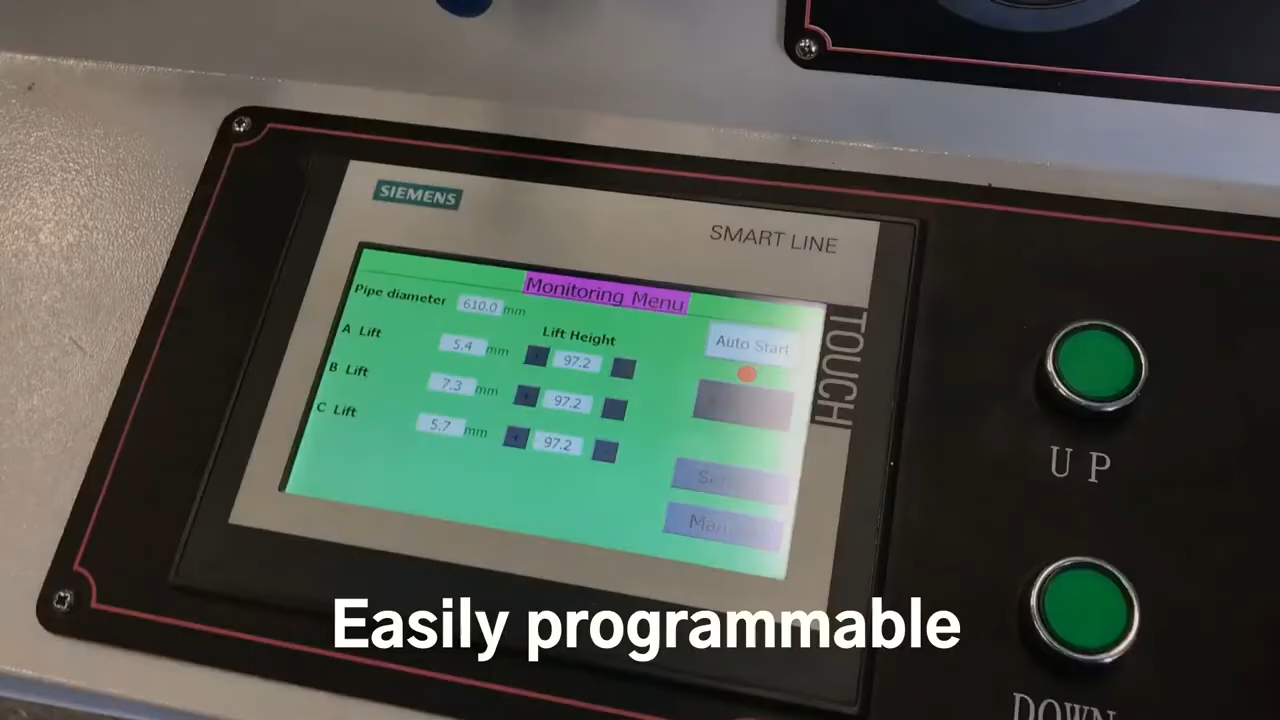 SIEMENS
SMART LINE
TOUCH
Monitoring Menu
Pipe diameter 610.0 mm
Lift Height
Auto Start
A Lift 5.4 mm 97.2
B Lift 7.3 mm 97.2
C Lift 5.7 mm 97.2
UP
DOWN
Easily programmable